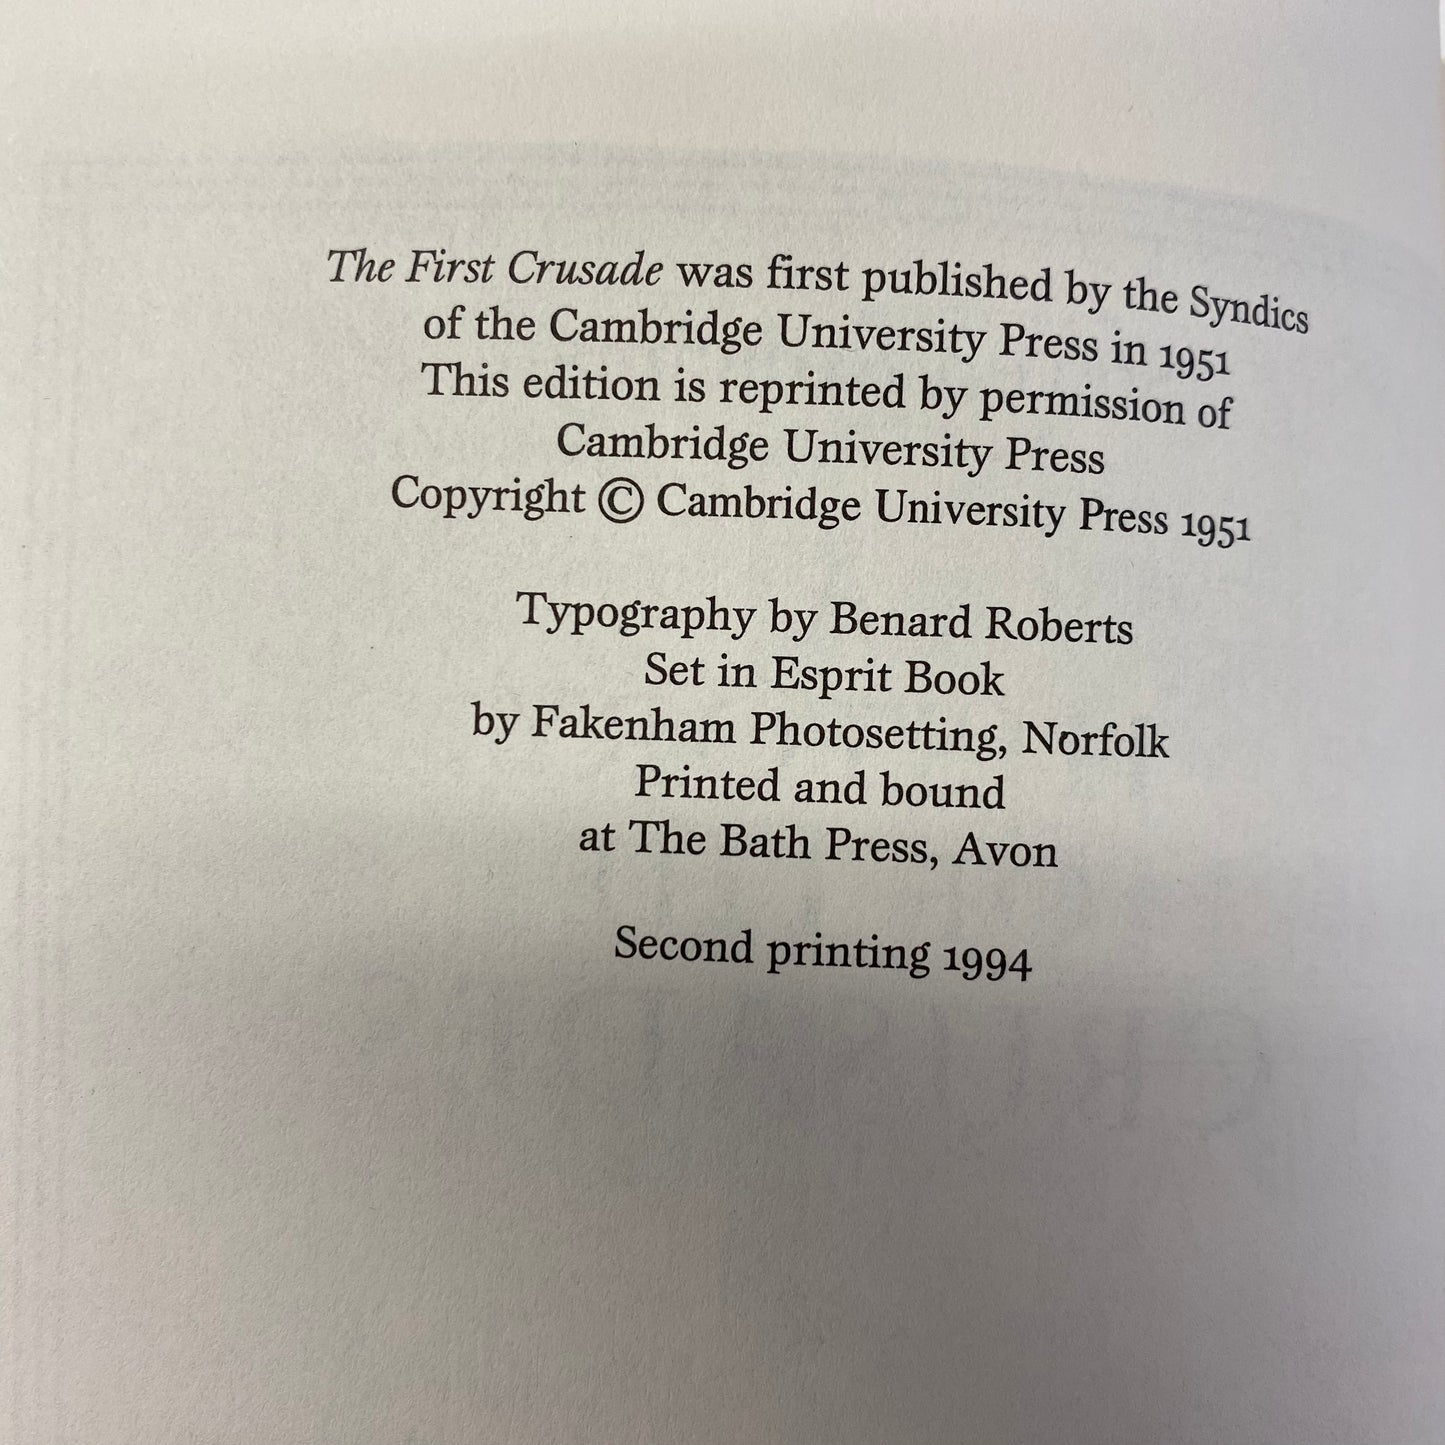 The First Crusade was first published by the Syndics
of the Cambridge University Press in 1951
This edition is reprinted by permission of
Cambridge University Press
Copyright © Cambridge University Press 1951
Typography by Benard Roberts
Set in Esprit Book
by Fakenham Photosetting, Norfolk
Printed and bound
at The Bath Press, Avon
Second printing 1994